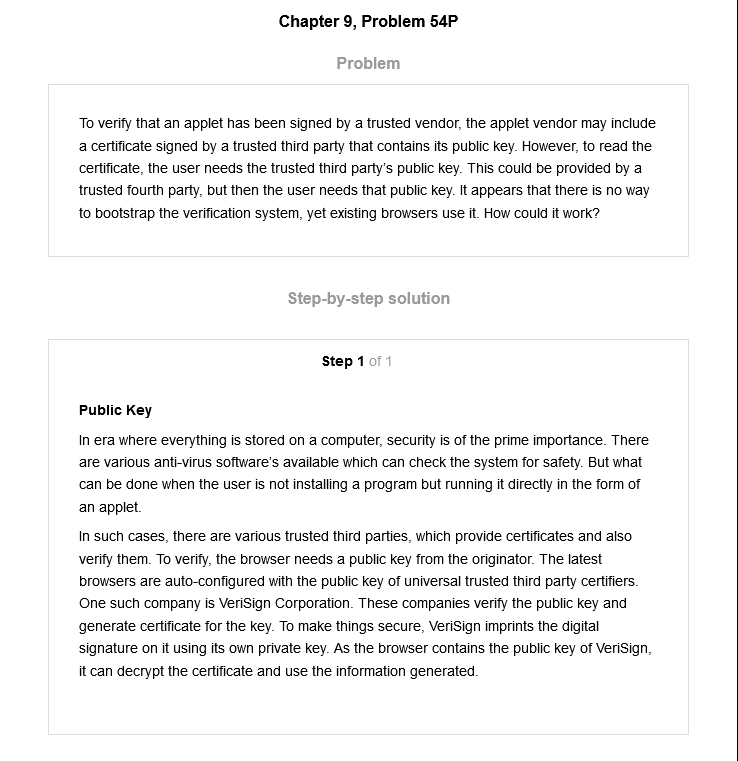 Chapter 9, Problem 54P
Problem
To verify that an applet has been signed by a trusted vendor, the applet vendor may include
a certificate signed by a trusted third party that contains its public key. However, to read the
certificate, the user needs the trusted third party's public key. This could be provided by a
trusted fourth party, but then the user needs that public key. It appears that there is no way
to bootstrap the verification system, yet existing browsers use it. How could it work?
Step-by-step solution
Step 1 of 1
Public Key
In era where everything is stored on a computer, security is of the prime importance. There
are various anti-virus software's available which can check the system for safety. But what
can be done when the user is not installing a program but running it directly in the form of
an applet.
In such cases, there are various trusted third parties, which provide certificates and also
verify them. To verify, the browser needs a public key from the originator. The latest
browsers are auto-configured with the public key of universal trusted third party certifiers.
One such company is VeriSign Corporation. These companies verify the public key and
generate certificate for the key. To make things secure, VeriSign imprints the digital
signature on it using its own private key. As the browser contains the public key of VeriSign,
it can decrypt the certificate and use the information generated.